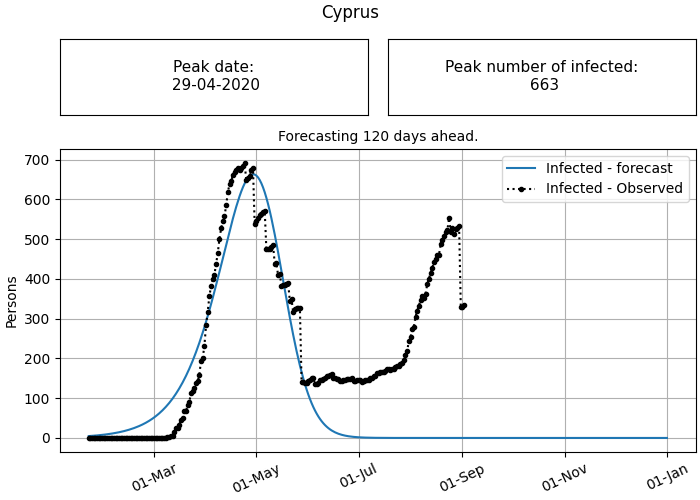 Cyprus
Peak date:
29-04-2020
Peak number of infected:
663
Forecasting 120 days ahead.
Infected - forecast
Infected - Observed
Persons
700
600
500
400
300
200
100
0
01-Mar
01-May
01-Jul
01-Sep
01-Nov
01-Jan